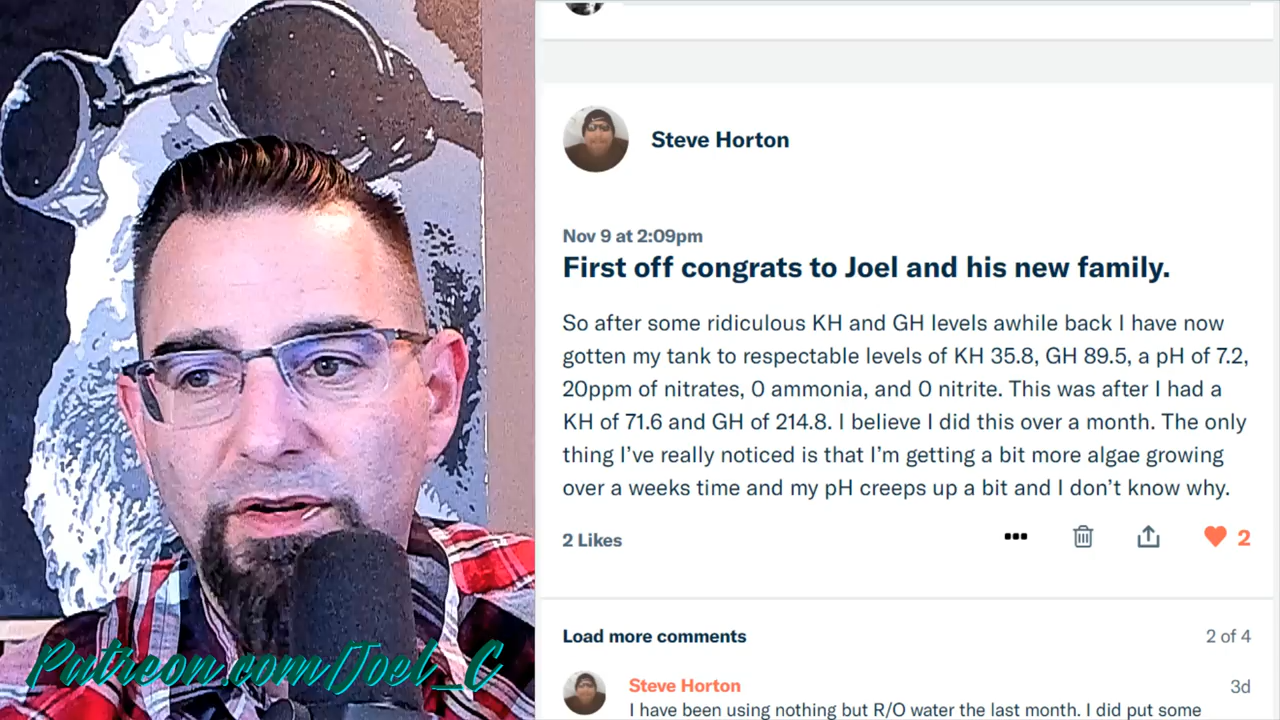 Steve Horton
Nov 9 at 2:09pm
First off congrats to Joel and his new family.
So after some ridiculous KH and GH levels awhile back I have now
gotten my tank to respectable levels of KH 35.8, GH 89.5, a pH of 7.2,
20ppm of nitrates, 0 ammonia, and 0 nitrite. This was after I had a
KH of 71.6 and GH of 214.8. I believe I did this over a month. The only
thing I've really noticed is that I'm getting a bit more algae growing
over a weeks time and my pH creeps up a bit and I don't know why.
2 Likes
2
Load more comments
2 of 4
Steve Horton
3d
I have been using nothing but R/O water the last month. I did put some
Patreon.com/Joel_C